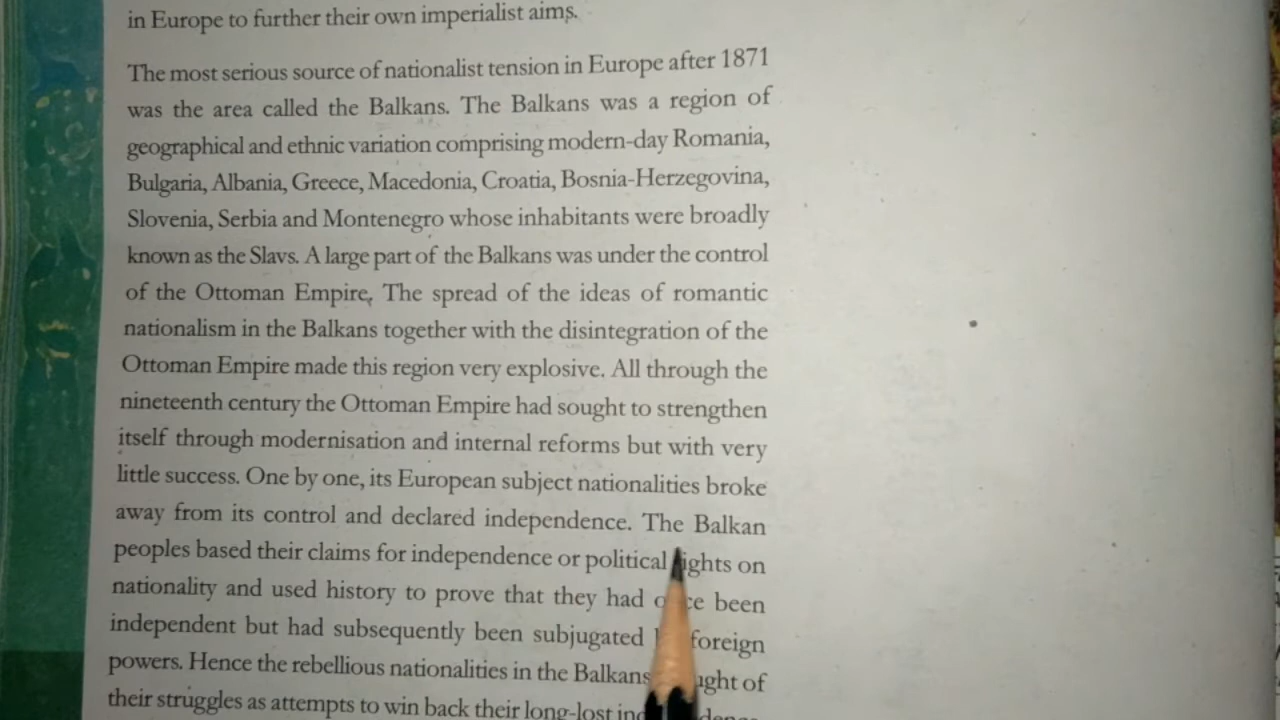 in Europe to further their own imperialist aims.
The most serious source of nationalist tension in Europe after 1871
was the area called the Balkans. The Balkans was a region of
geographical and ethnic variation comprising modern-day Romania,
Bulgaria, Albania, Greece, Macedonia, Croatia, Bosnia-Herzegovina,
Slovenia, Serbia and Montenegro whose inhabitants were broadly
known as the Slavs. A large part of the Balkans was under the control
of the Ottoman Empire. The spread of the ideas of romantic
nationalism in the Balkans together with the disintegration of the
Ottoman Empire made this region very explosive. All through the
nineteenth century the Ottoman Empire had sought to strengthen
itself through modernisation and internal reforms but with very
little success. One by one, its European subject nationalities broke
away from its control and declared independence. The Balkan
peoples based their claims for independence or political ights on
nationality and used history to prove that they had been
independent but had subsequently been subjugated foreign
powers. Hence the rebellious nationalities in the Balkans of
their struggles as attempts to win back their long-lost